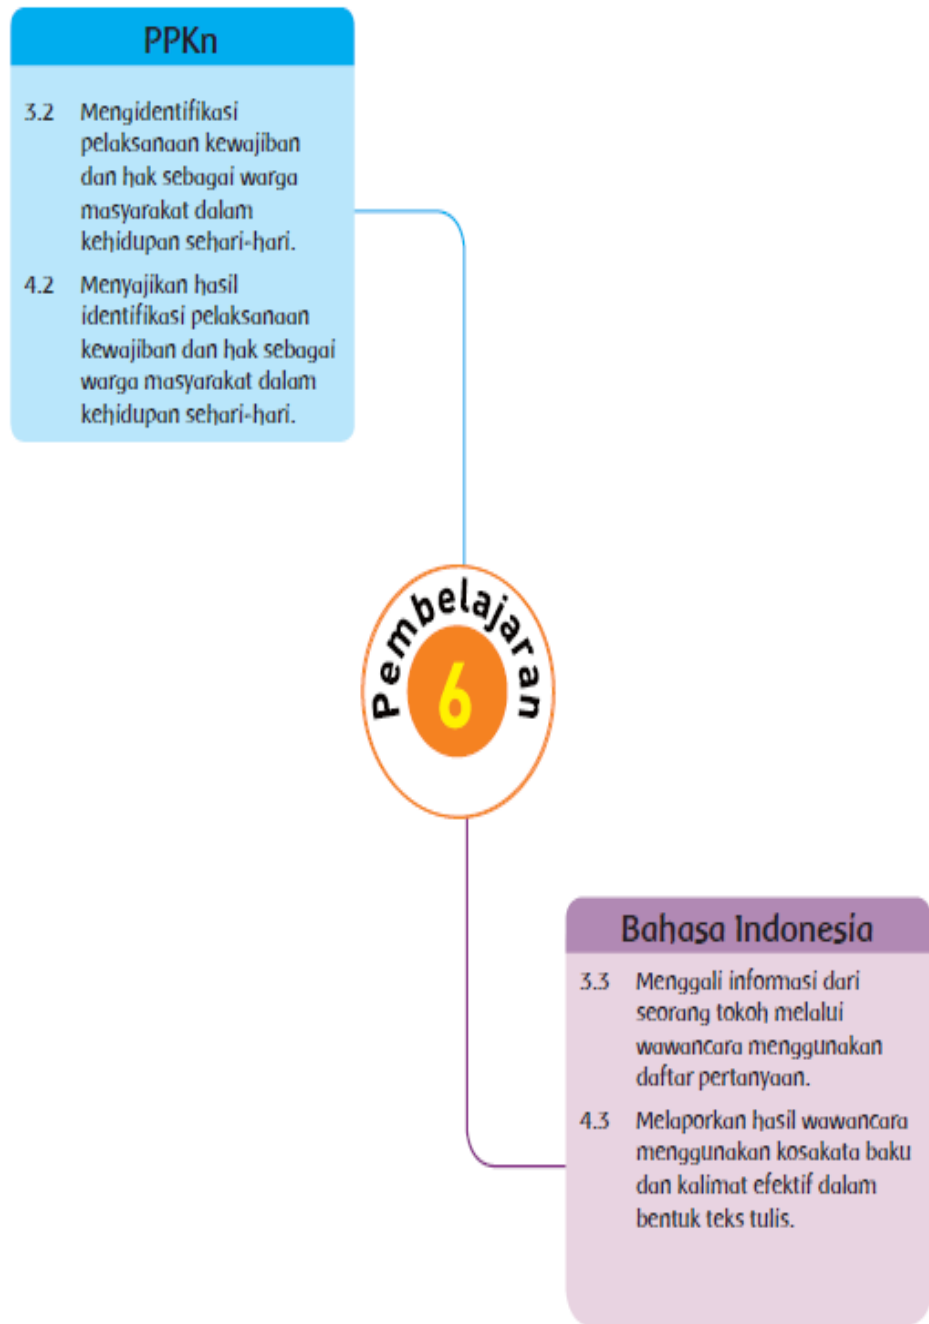 PPKn
3.2 Mengidentifikasi
pelaksanaan kewajiban
dan hak sebagai warga
masyarakat dalam
kehidupan sehari-hari.
4.2 Menyajikan hasil
identifikasi pelaksanaan
kewajiban dan hak sebagai
warga masyarakat dalam
kehidupan sehari-hari.
Pembelajaran
6
Bahasa Indonesia
3.3 Menggali informasi dari
seorang tokoh melalui
wawancara menggunakan
daftar pertanyaan.
4.3 Melaporkan hasil wawancara
menggunakan kosakata baku
dan kalimat efektif dalam
bentuk teks tulis.